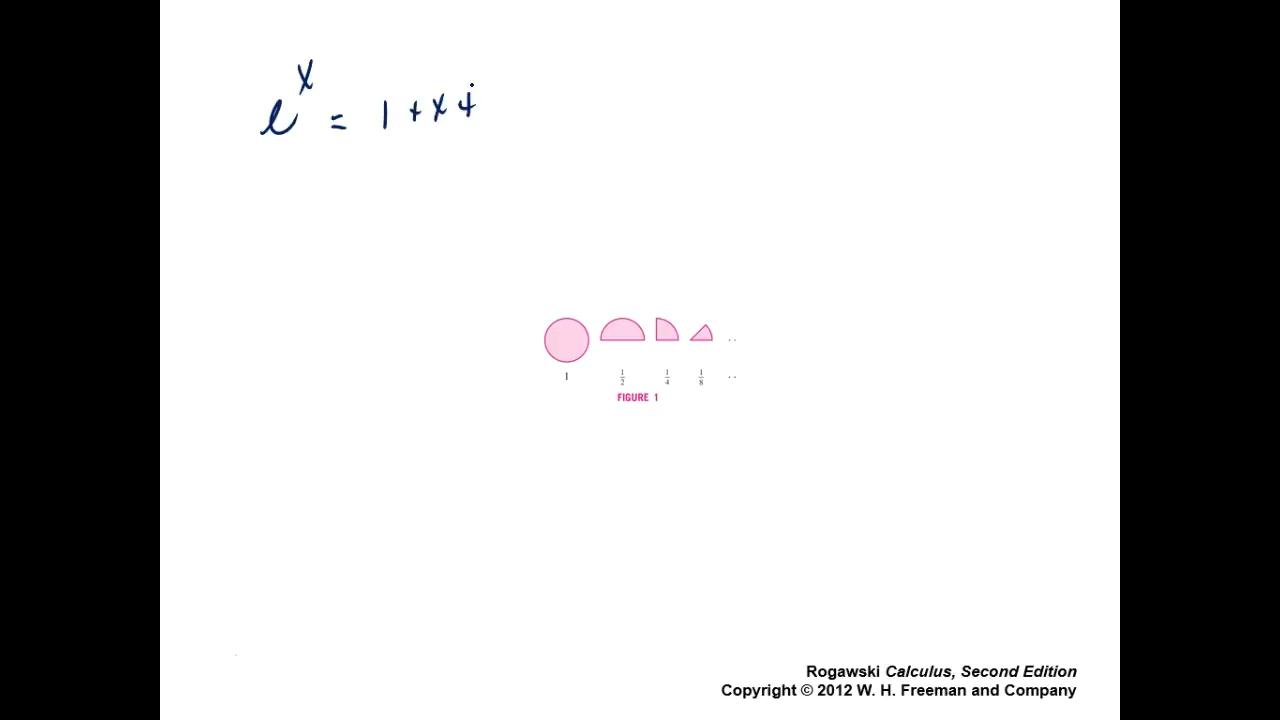 e^x = 1 + x +
1 1/2 1/4 1/8 ..
FIGURE 1
Rogawski Calculus, Second Edition
Copyright © 2012 W. H. Freeman and Company